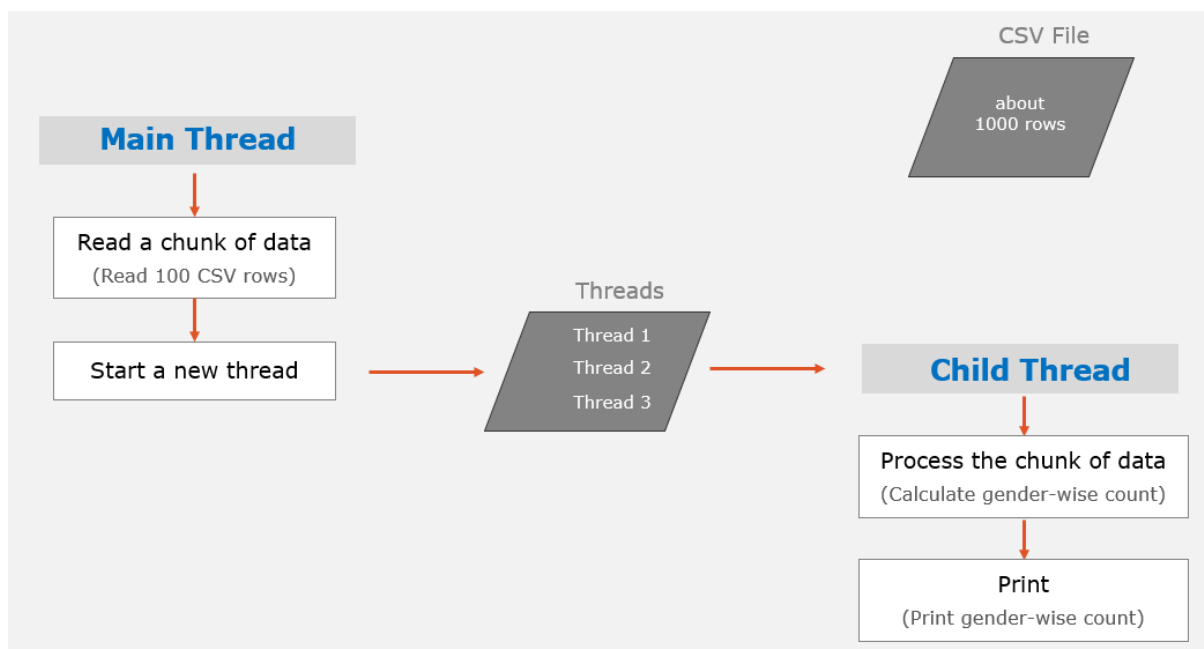 CSV File
about
1000 rows
Main Thread
Read a chunk of data
(Read 100 CSV rows)
Start a new thread
Threads
Thread 1
Thread 2
Thread 3
Child Thread
Process the chunk of data
(Calculate gender-wise count)
Print
(Print gender-wise count)